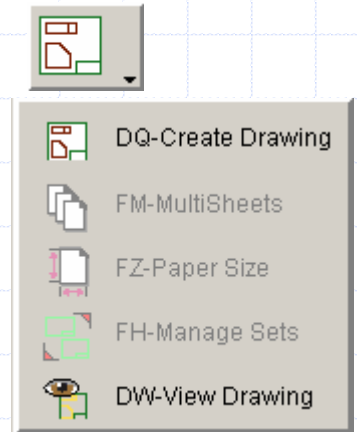 DQ-Create Drawing
FM-MultiSheets
FZ-Paper Size
FH-Manage Sets
DW-View Drawing